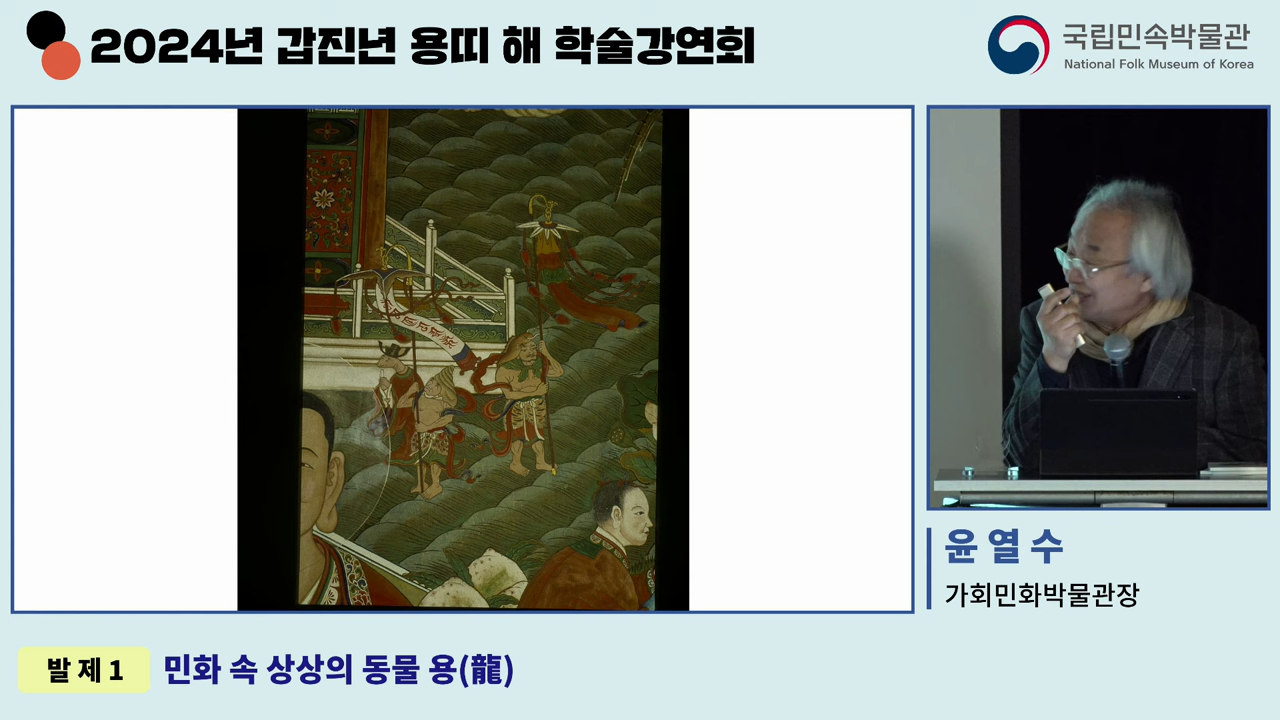 2024년 갑진년 용띠 해 학술강연회
국립민속박물관
National Folk Museum of Korea
윤열수
가회민화박물관장
발제1 민화 속 상상의 동물 용(龍)